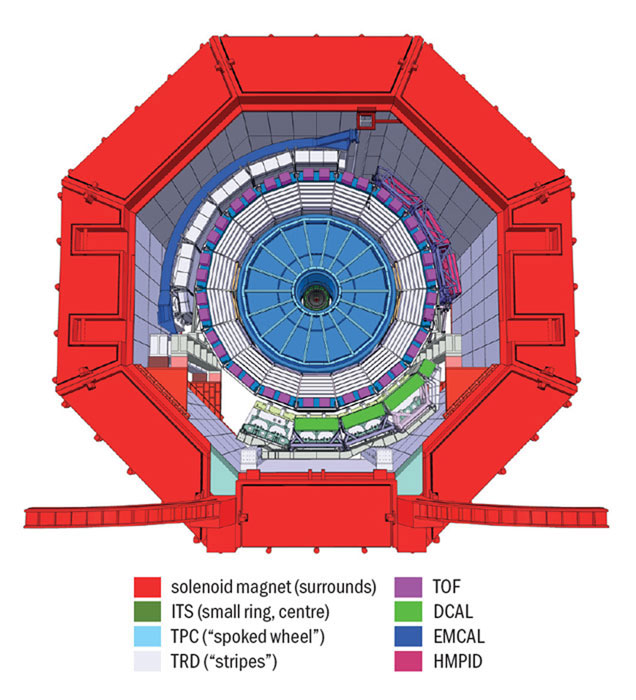 solenoid magnet (surrounds)
ITS (small ring, centre)
TPC (“spoked wheel”)
TRD (“stripes”)
TOF
DCAL
EMCAL
HMPID